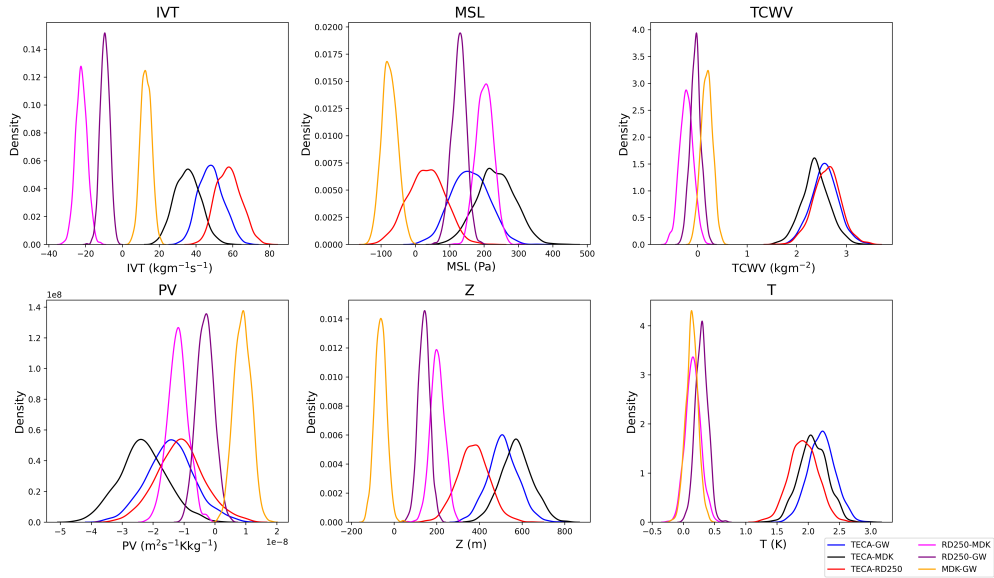 IVT
Density
0.14
0.12
0.10
0.08
0.06
0.04
0.02
0.00
−40 −20 0 20 40 60 80
IVT (kgm⁻¹s⁻¹)
MSL
Density
0.0200
0.0175
0.0150
0.0125
0.0100
0.0075
0.0050
0.0025
0.0000
−100 0 100 200 300 400 500
MSL (Pa)
TCWV
Density
4.0
3.5
3.0
2.5
2.0
1.5
1.0
0.5
0.0
0 1 2 3
TCWV (kgm⁻²)
PV
1e8
Density
1.4
1.2
1.0
0.8
0.6
0.4
0.2
0.0
−5 −4 −3 −2 −1 0 1 2
1e−8
PV (m²s⁻¹Kkg⁻¹)
Z
Density
0.014
0.012
0.010
0.008
0.006
0.004
0.002
0.000
−200 0 200 400 600 800
Z (m)
T
Density
4
3
2
1
0
−0.5 0.0 0.5 1.0 1.5 2.0 2.5 3.0
T (K)
TECA-GW
TECA-MDK
TECA-RD250
RD250-MDK
RD250-GW
MDK-GW